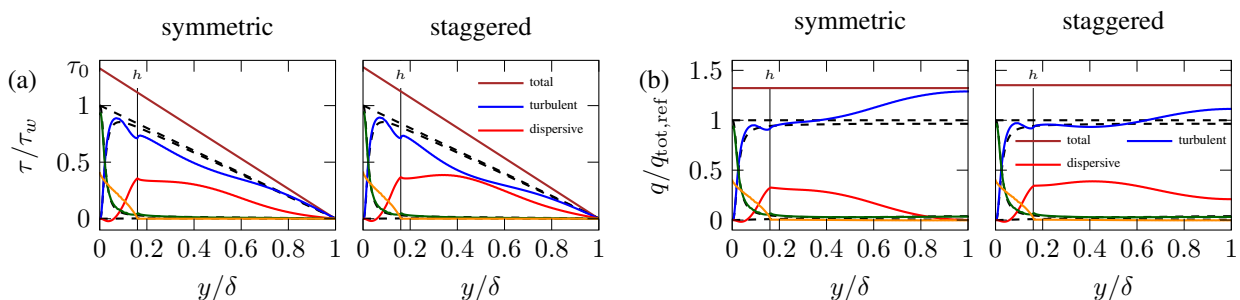 symmetric
staggered
(a)
τ/τ_w
τ_0
1
0.5
0
h
0 0.2 0.4 0.6 0.8 1
y/δ
h
total
turbulent
dispersive
0 0.2 0.4 0.6 0.8 1
y/δ
symmetric
staggered
(b)
q/q_tot,ref
1.5
1
0.5
0
h
0 0.2 0.4 0.6 0.8 1
y/δ
h
total turbulent
dispersive
0 0.2 0.4 0.6 0.8 1
y/δ